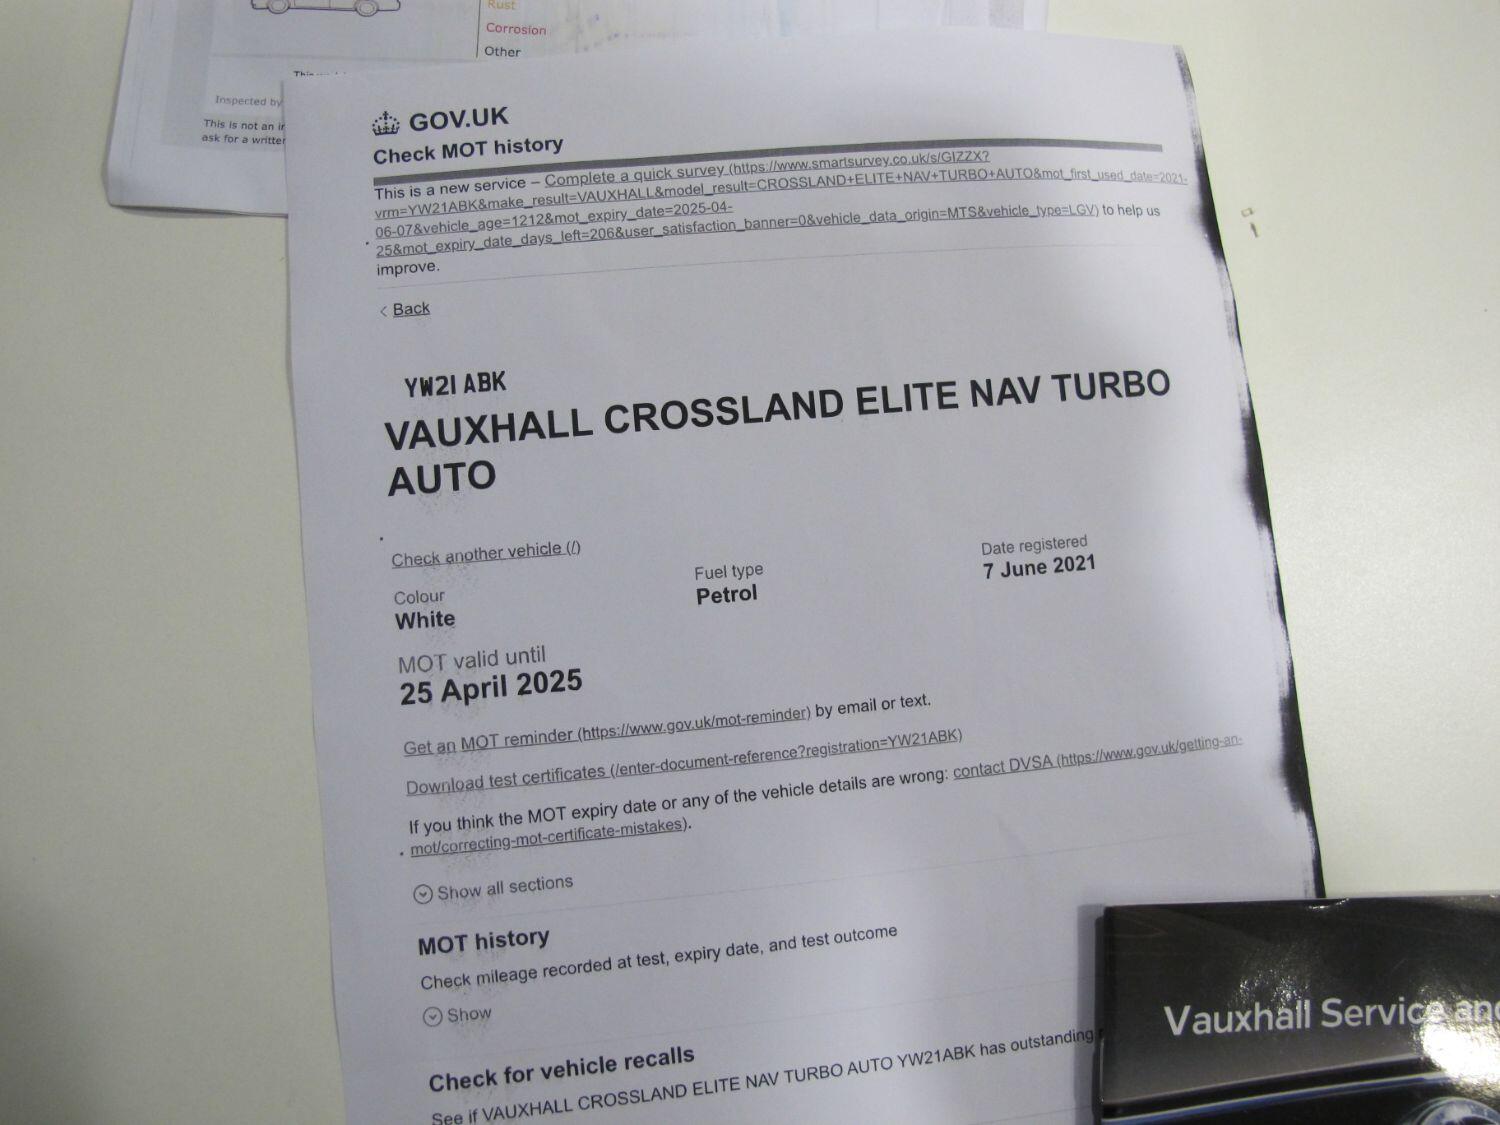 Rust
Corrosion
Other
Inspected by
This is not an
ask for a written
GOV.UK
Check MOT history
This is a new service – Complete a quick survey (https://www.smartsurvey.co.uk/s/GIZZX?
vrm=YW21ABK&make_result=VAUXHALL&model_result=CROSSLAND+ELITE+NAV+TURBO+AUTO&mot_first_used_date=2021-
06-07&vehicle_age=1212&mot_expiry_date=2025-04-
25&mot_expiry_date_days_left=206&user_satisfaction_banner=0&vehicle_data_origin=MTS&vehicle_type=LGV) to help us
improve.
< Back
YW21 ABK
VAUXHALL CROSSLAND ELITE NAV TURBO
AUTO
Check another vehicle (/)
Colour
White
Fuel type
Petrol
Date registered
7 June 2021
MOT valid until
25 April 2025
Get an MOT reminder (https://www.gov.uk/mot-reminder) by email or text.
Download test certificates (/enter-document-reference?registration=YW21ABK)
If you think the MOT expiry date or any of the vehicle details are wrong: contact DVSA (https://www.gov.uk/getting-an-
mot/correcting-mot-certificate-mistakes).
Show all sections
MOT history
Check mileage recorded at test, expiry date, and test outcome
Show
Check for vehicle recalls
See if VAUXHALL CROSSLAND ELITE NAV TURBO AUTO YW21ABK has outstanding
Vauxhall Service and